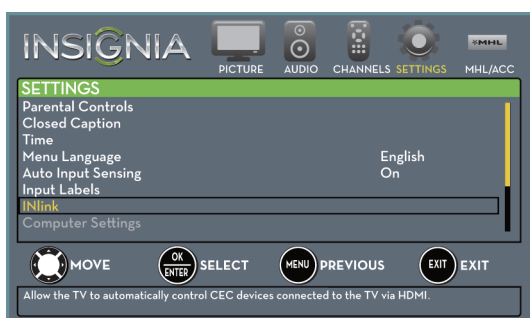 INSIGNIA
PICTURE AUDIO CHANNELS SETTINGS MHL MHL/ACC
SETTINGS
Parental Controls
Closed Caption
Time
Menu Language English
Auto Input Sensing On
Input Labels
INlink
Computer Settings
MOVE OK ENTER SELECT MENU PREVIOUS EXIT EXIT
Allow the TV to automatically control CEC devices connected to the TV via HDMI.